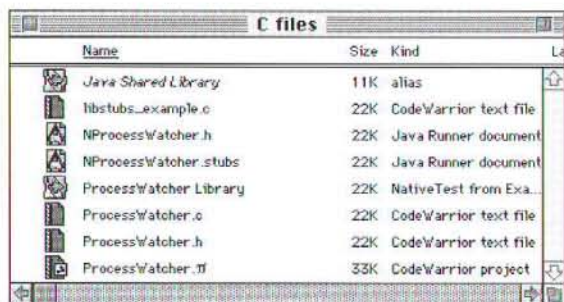 C files
Name Size Kind La
Java Shared Library 11K alias
libstubs_example.c 22K CodeWarrior text file
NProcessWatcher.h 22K Java Runner document
NProcessWatcher.stubs 22K Java Runner document
ProcessWatcher Library 22K NativeTest from Exa...
ProcessWatcher.c 22K CodeWarrior text file
ProcessWatcher.h 22K CodeWarrior text file
ProcessWatcher.π 33K CodeWarrior project